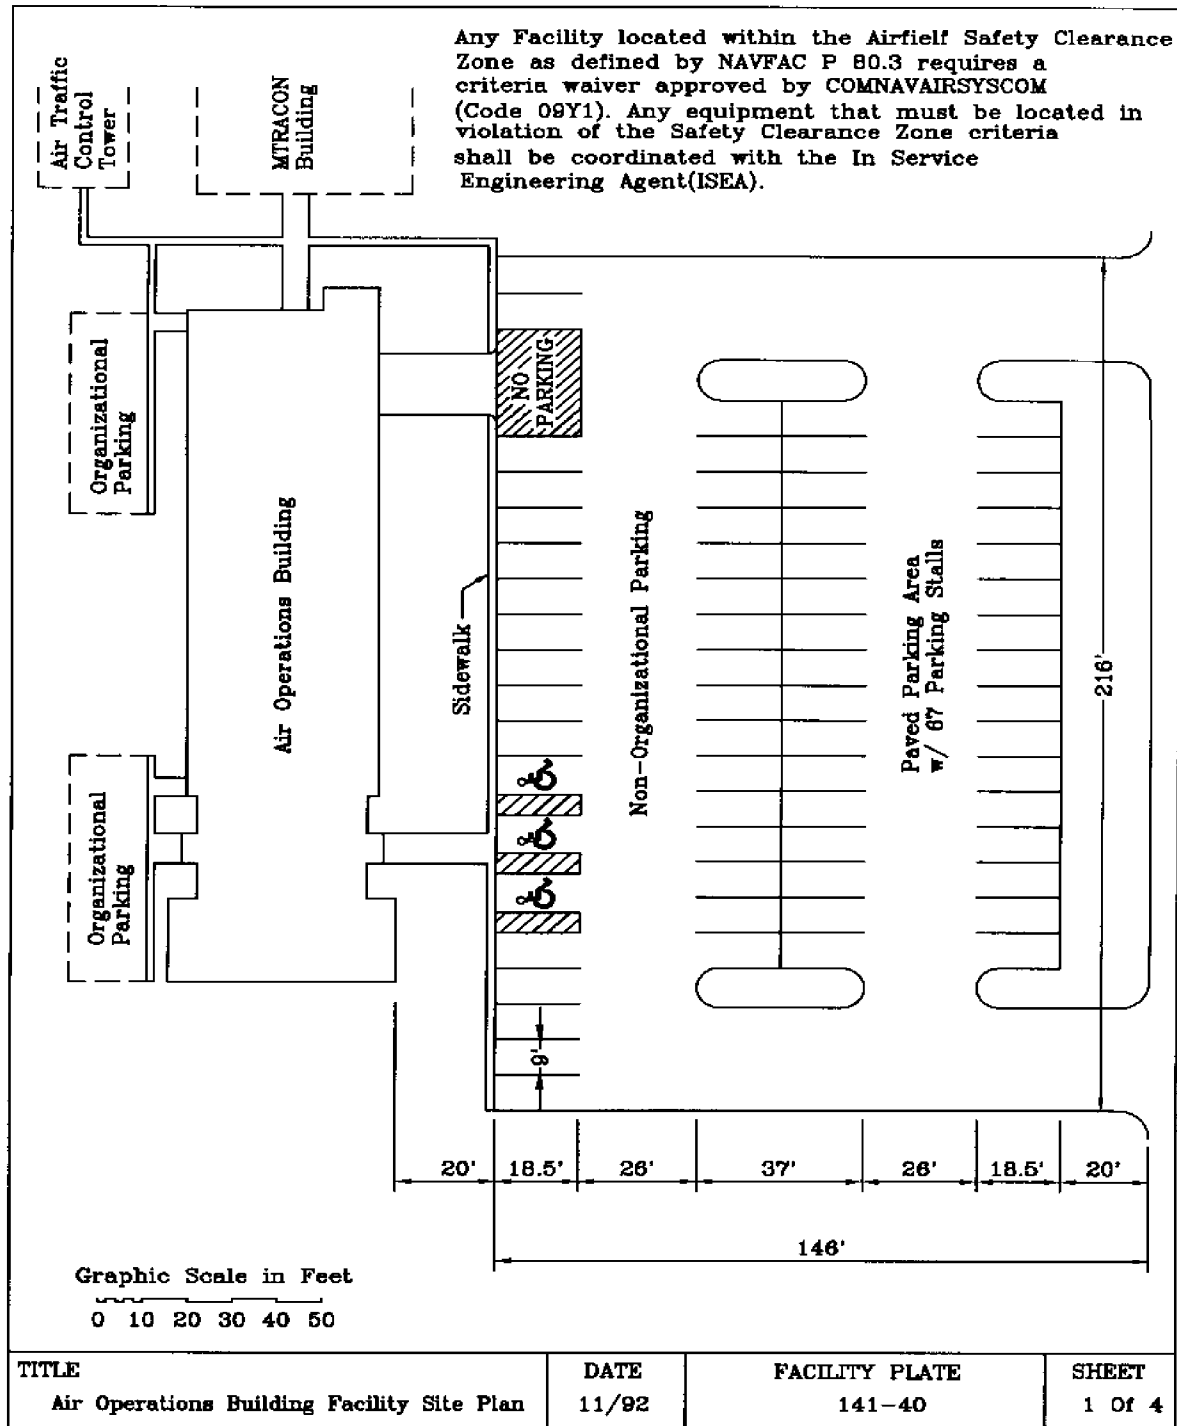 Any Facility located within the Airfielf Safety Clearance
Zone as defined by NAVFAC P 80.3 requires a
criteria waiver approved by COMNAVAIRSYSCOM
(Code 09Y1). Any equipment that must be located in
violation of the Safety Clearance Zone criteria
shall be coordinated with the In Service
Engineering Agent(ISEA).
Air Traffic
Control
Tower
MTRACON
Building
Organizational
Parking
Air Operations Building
Sidewalk
NO
PARKING
Non-Organizational Parking
Paved Parking Area
w/ 67 Parking Stalls
216'
Organizational
Parking
9'
20'
18.5'
26'
37'
26'
18.5'
20'
146'
Graphic Scale in Feet
0 10 20 30 40 50
TITLE
Air Operations Building Facility Site Plan
DATE
11/92
FACILITY PLATE
141-40
SHEET
1 Of 4